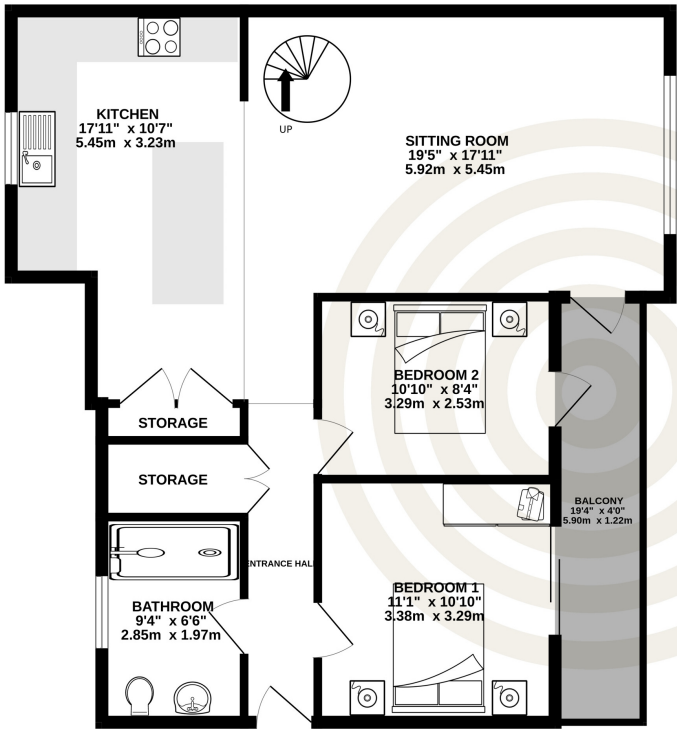 KITCHEN
17'11" x 10'7"
5.45m x 3.23m
UP
SITTING ROOM
19'5" x 17'11"
5.92m x 5.45m
BEDROOM 2
10'10" x 8'4"
3.29m x 2.53m
STORAGE
STORAGE
BALCONY
19'4" x 4'0"
5.90m x 1.22m
ENTRANCE HALL
BEDROOM 1
11'1" x 10'10"
3.38m x 3.29m
BATHROOM
9'4" x 6'6"
2.85m x 1.97m